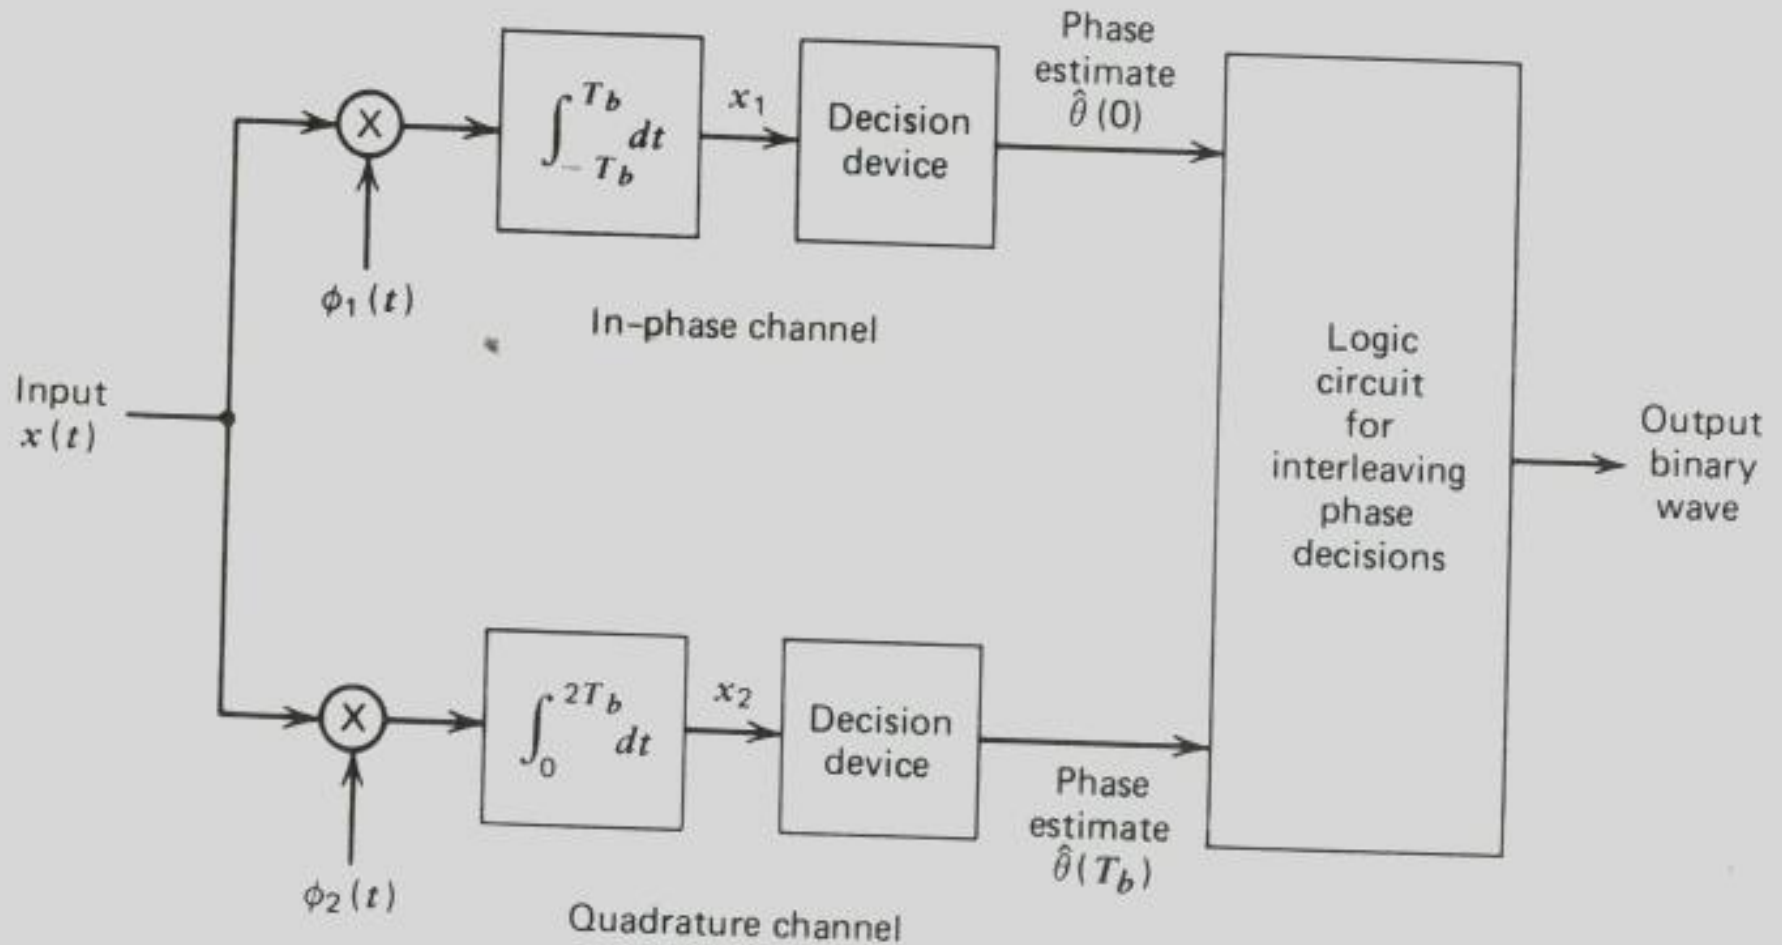 Phase
estimate
θ̂ (0)
∫_{-T_b}^{T_b} dt
x₁
Decision
device
X
ϕ₁(t)
In-phase channel
Input
x(t)
Logic
circuit
for
interleaving
phase
decisions
Output
binary
wave
X
∫_0^{2T_b} dt
x₂
Decision
device
Phase
estimate
θ̂(T_b)
ϕ₂(t)
Quadrature channel